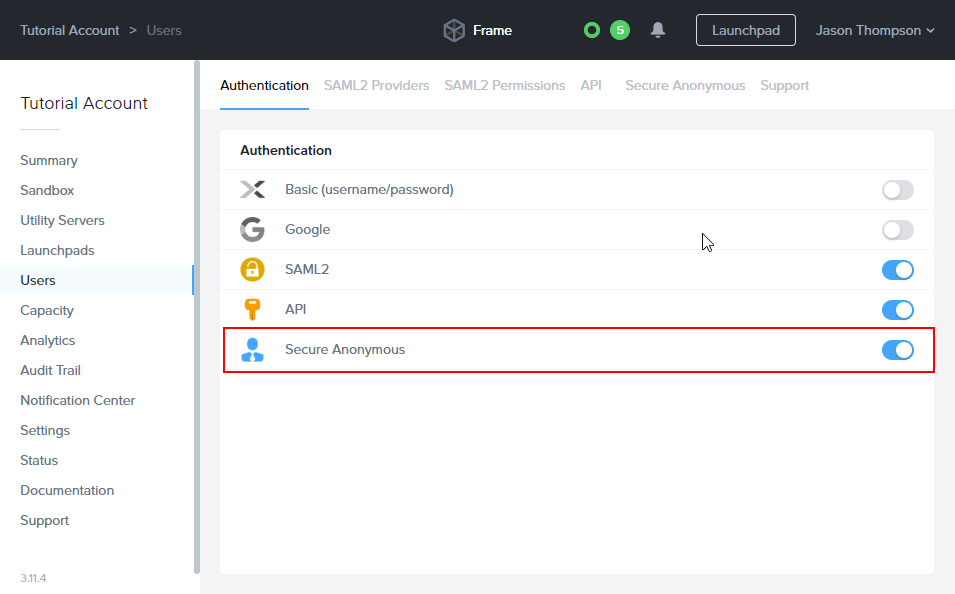 Tutorial Account > Users
Frame
5
Launchpad
Jason Thompson
Tutorial Account
Summary
Sandbox
Utility Servers
Launchpads
Users
Capacity
Analytics
Audit Trail
Notification Center
Settings
Status
Documentation
Support
3.11.4
Authentication SAML2 Providers SAML2 Permissions API Secure Anonymous Support
Authentication
Basic (username/password)
Google
SAML2
API
Secure Anonymous